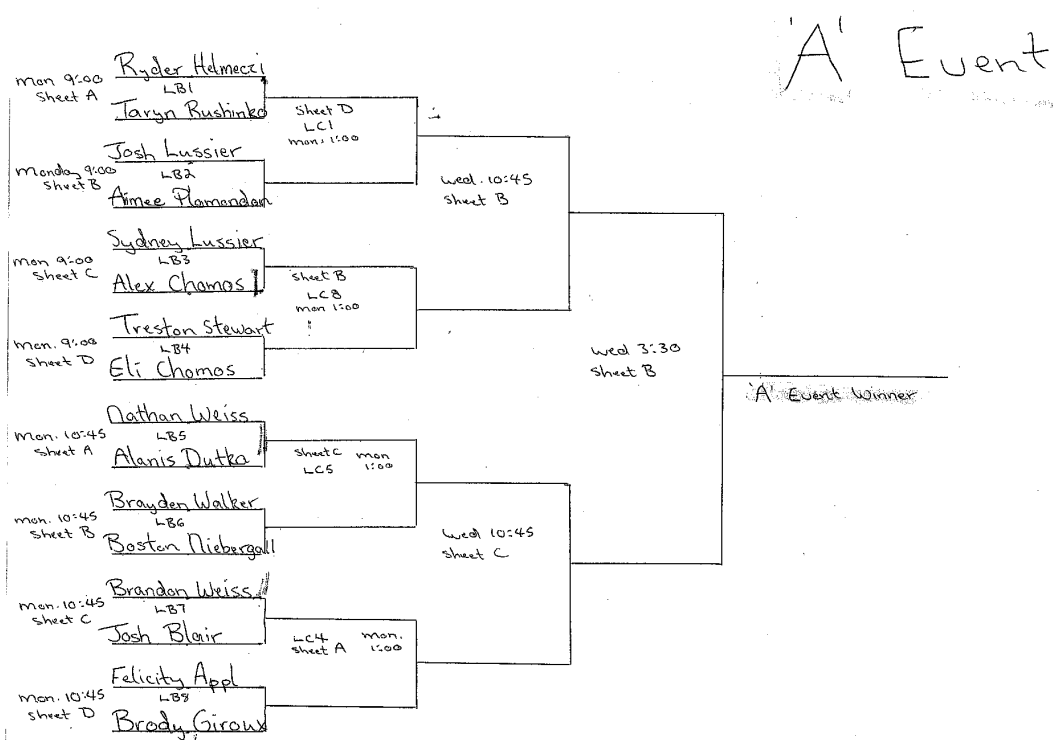 'A' Event
mon 9:00
Sheet A
Ryder Helmeczi
LB1
Taryn Rushinko
Sheet D
LC1
mon. 1:00
Monday 9:00
Sheet B
Josh Lussier
LB2
Aimee Plamondon
wed. 10:45
Sheet B
mon 9:00
Sheet C
Sydney Lussier
LB3
Alex Chomos
Sheet B
LC8
mon 1:00
mon. 9:00
Sheet D
Treston Stewart
LB4
Eli Chomos
wed 3:30
Sheet B
'A' Event Winner
mon. 10:45
Sheet A
Nathan Weiss
LB5
Alanis Dutka
Sheet C mon
LC5 1:00
mon. 10:45
Sheet B
Brayden Walker
LB6
Boston Niebergall
wed 10:45
Sheet C
mon. 10:45
Sheet C
Brandon Weiss
LB7
Josh Blair
LC4 mon.
Sheet A 1:00
mon. 10:45
Sheet D
Felicity Appl
LB8
Brody Giroux